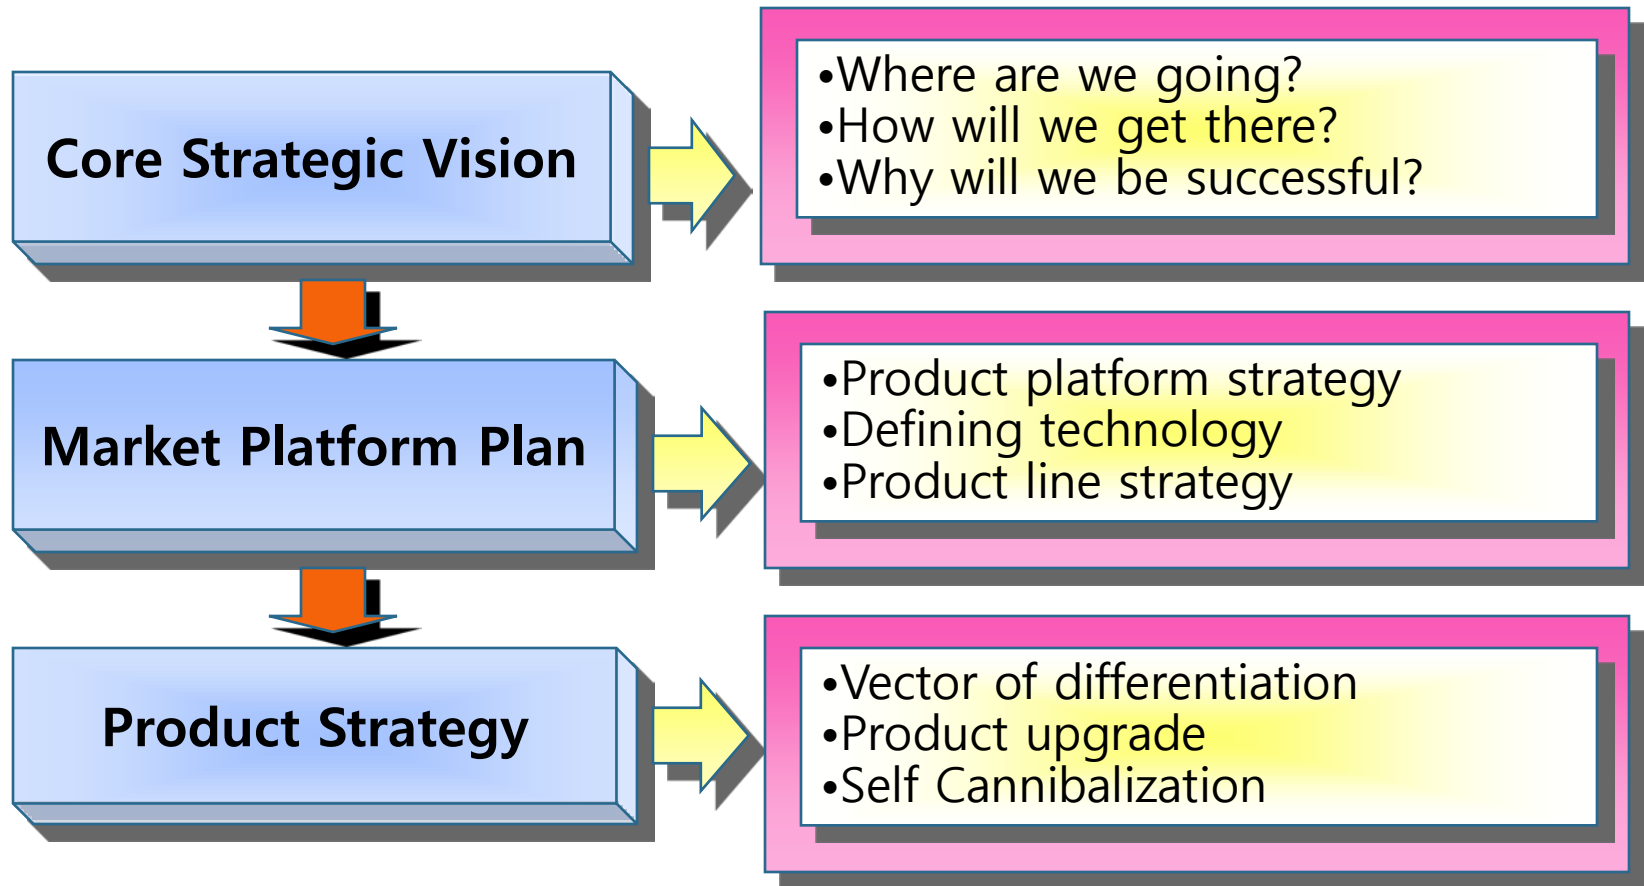 Core Strategic Vision
•Where are we going?
•How will we get there?
•Why will we be successful?
Market Platform Plan
•Product platform strategy
•Defining technology
•Product line strategy
Product Strategy
•Vector of differentiation
•Product upgrade
•Self Cannibalization